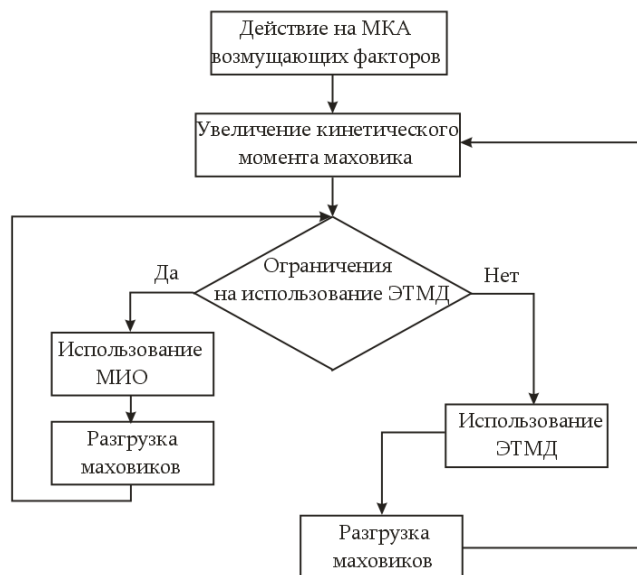 Действие на МКА
возмущающих факторов
Увеличение кинетического
момента маховика
Ограничения
на использование ЭТМД
Да
Нет
Использование
МИО
Разгрузка
маховиков
Использование
ЭТМД
Разгрузка
маховиков